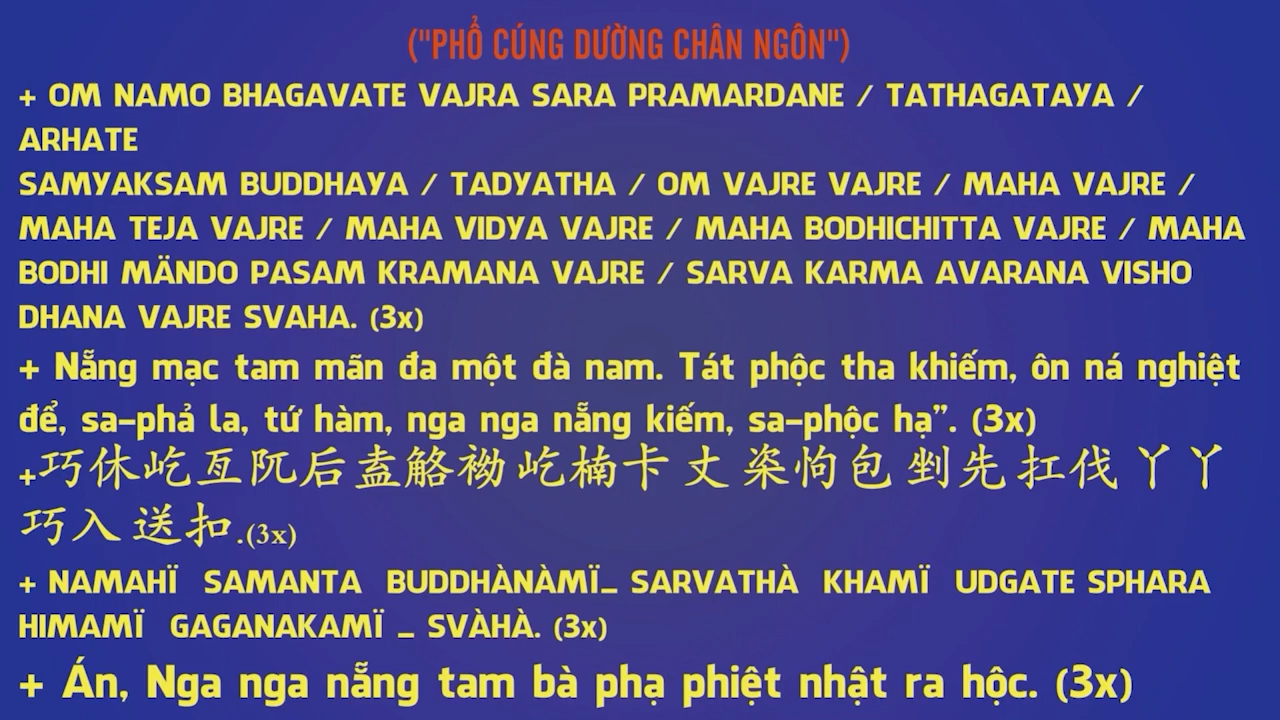 ("PHỔ CÚNG DƯỜNG CHÂN NGÔN")
+ OM NAMO BHAGAVATE VAJRA SARA PRAMARDANE / TATHAGATAYA /
ARHATE
SAMYAKSAM BUDDHAYA / TADYATHA / OM VAJRE VAJRE / MAHA VAJRE /
MAHA TEJA VAJRE / MAHA VIDYA VAJRE / MAHA BODHICHITTA VAJRE / MAHA
BODHI MÄNDO PASAM KRAMANA VAJRE / SARVA KARMA AVARANA VISHO
DHANA VAJRE SVAHA. (3x)
+ Nẵng mạc tam mãn đa một đà nam. Tát phộc tha khiếm, ôn ná nghiệt
để, sa-phả la, tứ hàm, nga nga nẵng kiếm, sa-phộc hạ”. (3x)
+巧休屹亙阢后盍觡袎屹楠卡丈姿怐包剉先扛伐丫丫
巧入送扣.(3x)
+ NAMAHÏ SAMANTA BUDDHÀNÀMÏ_ SARVATHÀ KHAMÏ UDGATE SPHARA
HIMAMÏ GAGANAKAMÏ _ SVÀHÀ. (3x)
+ Án, Nga nga nẵng tam bà phạ phiệt nhật ra hộc. (3x)